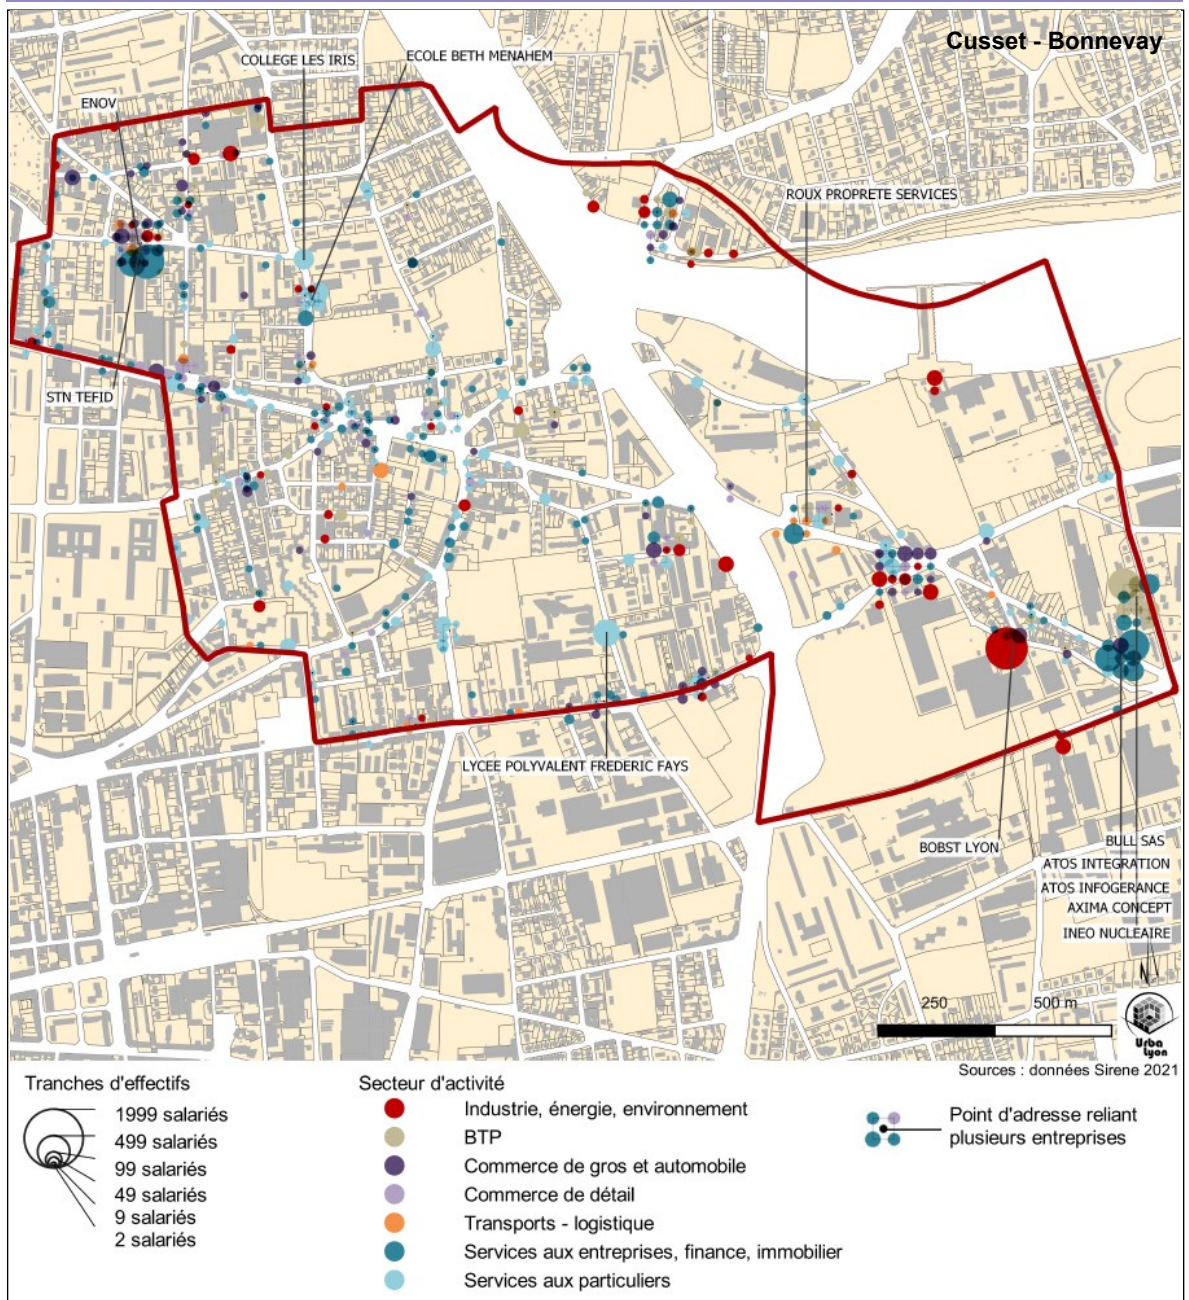 Cusset - Bonnevay
COLLEGE LES IRIS
ECOLE BETH MENAHEM
ENOV
ROUX PROPRETE SERVICES
STN TEFID
LYCEE POLYVALENT FREDERIC FAYS
BOBST LYON
BULL SAS
ATOS INTEGRATION
ATOS INFOGERANCE
AXIMA CONCEPT
INEO NUCLEAIRE
N
250
500 m
Urba
Lyon
Sources : données Sirene 2021
Tranches d'effectifs
1999 salariés
499 salariés
99 salariés
49 salariés
9 salariés
2 salariés
Secteur d'activité
Industrie, énergie, environnement
BTP
Commerce de gros et automobile
Commerce de détail
Transports - logistique
Services aux entreprises, finance, immobilier
Services aux particuliers
Point d'adresse reliant
plusieurs entreprises